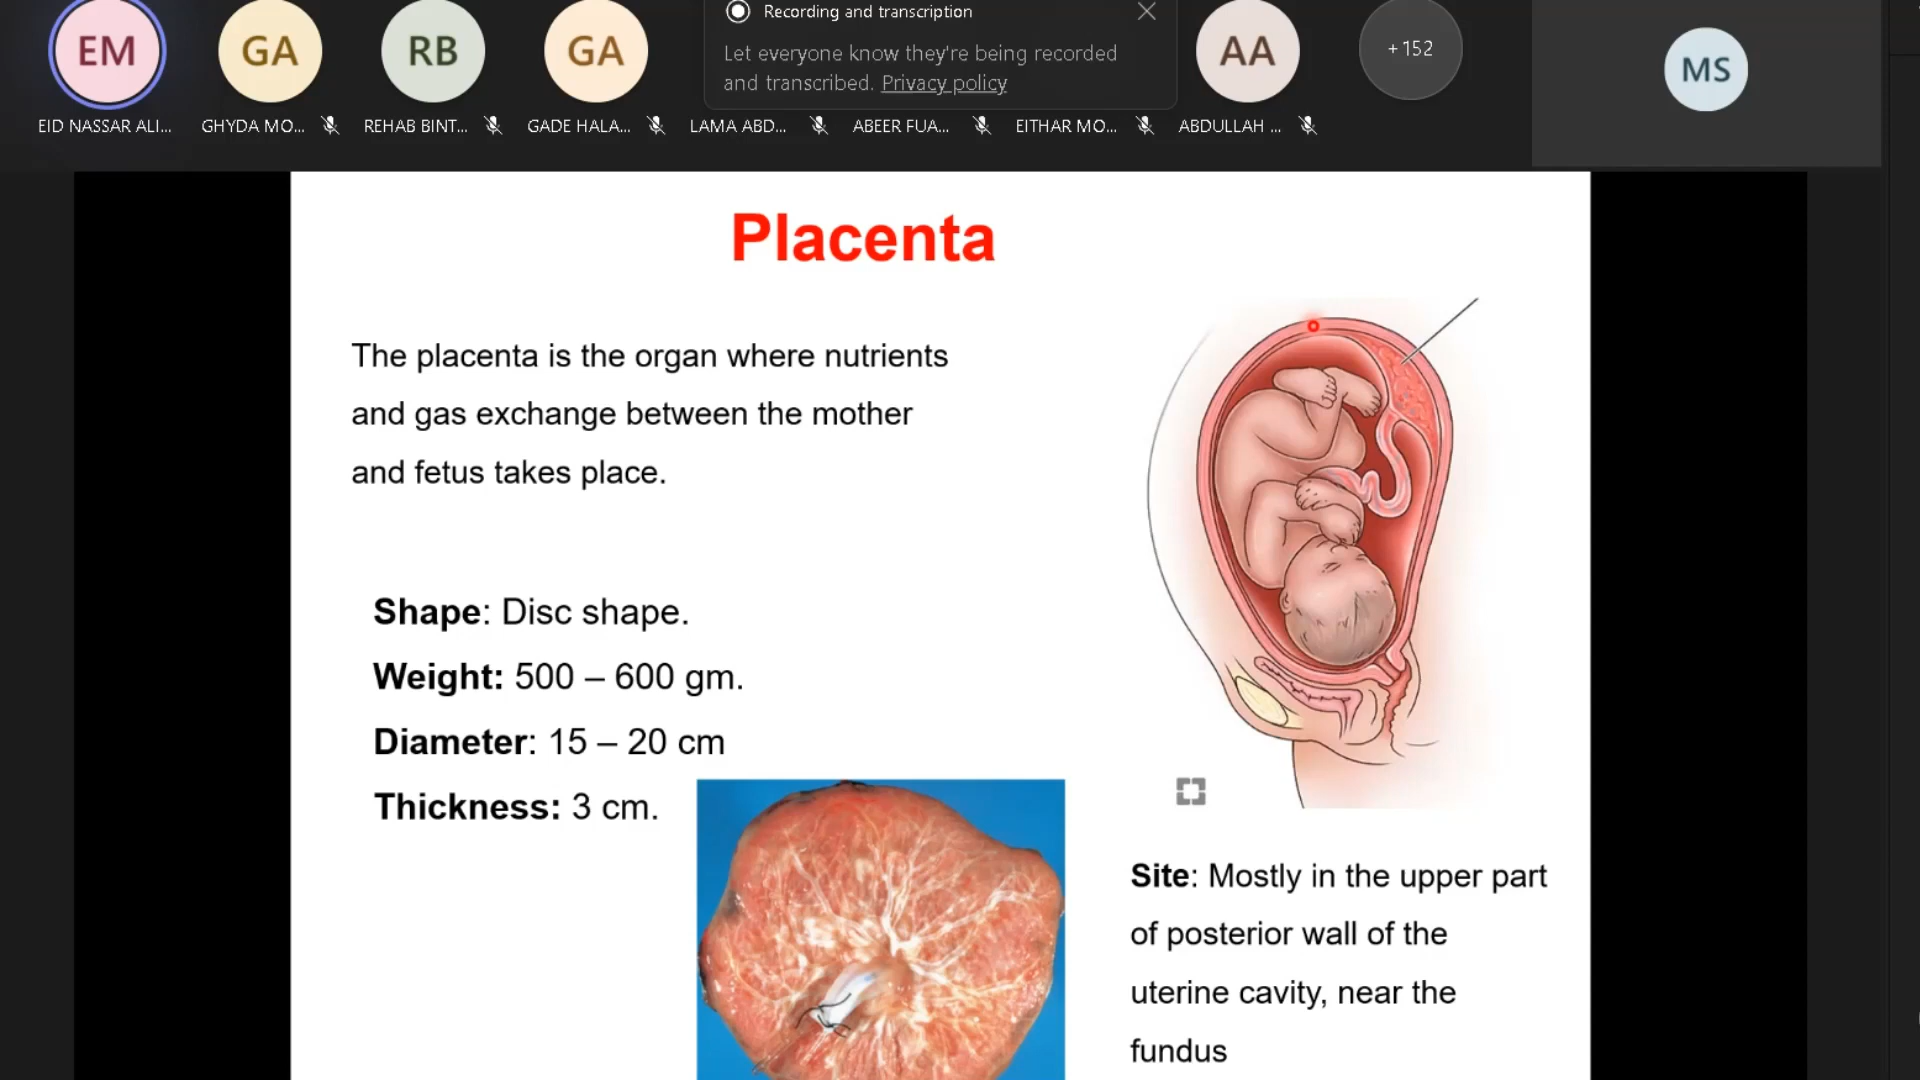 Recording and transcription
Let everyone know they're being recorded
and transcribed. Privacy policy
EM
GA
RB
GA
AA
+152
MS
EID NASSAR ALI...
GHYDA MO...
REHAB BINT...
GADE HALA...
LAMA ABD...
ABEER FUA...
EITHAR MO...
ABDULLAH ...
Placenta
The placenta is the organ where nutrients
and gas exchange between the mother
and fetus takes place.
Shape: Disc shape.
Weight: 500 – 600 gm.
Diameter: 15 – 20 cm
Thickness: 3 cm.
Site: Mostly in the upper part
of posterior wall of the
uterine cavity, near the
fundus